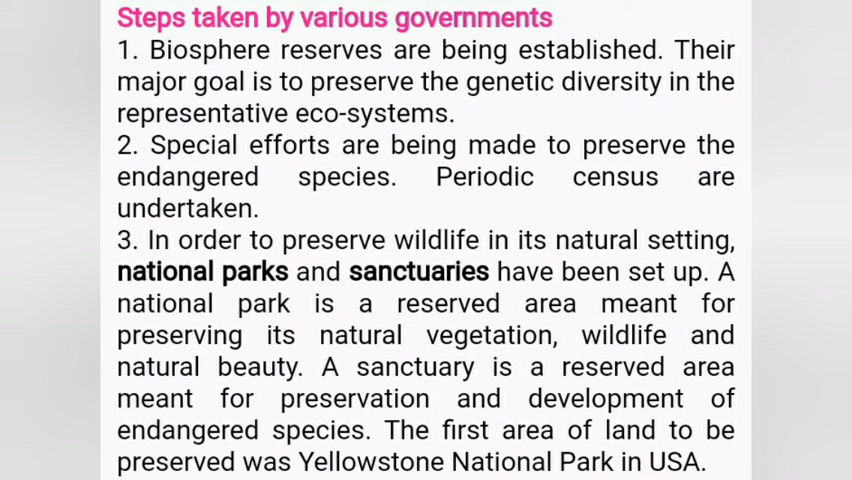 Steps taken by various governments
1. Biosphere reserves are being established. Their
major goal is to preserve the genetic diversity in the
representative eco-systems.
2. Special efforts are being made to preserve the
endangered species. Periodic census are
undertaken.
3. In order to preserve wildlife in its natural setting,
national parks and sanctuaries have been set up. A
national park is a reserved area meant for
preserving its natural vegetation, wildlife and
natural beauty. A sanctuary is a reserved area
meant for preservation and development of
endangered species. The first area of land to be
preserved was Yellowstone National Park in USA.